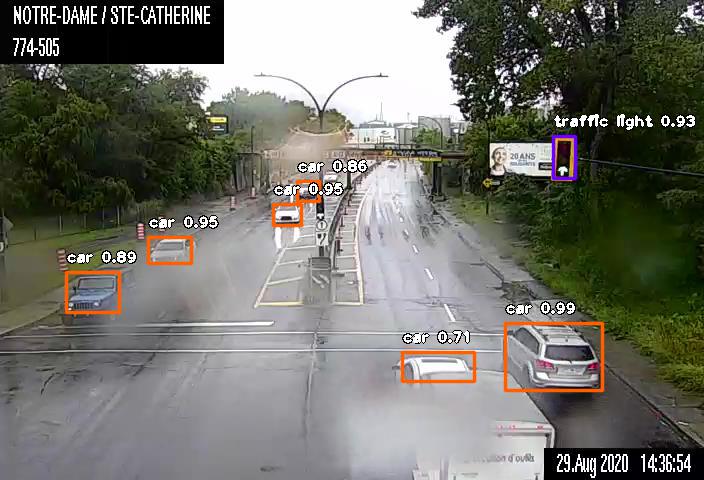 NOTRE-DAME / STE-CATHERINE
774-505
traffic light 0.93
20 ANS
car 0.86
car 0.95
car 0.95
car 0.89
car 0.99
car 0.71
d'outils
29.Aug 2020 14:36:54